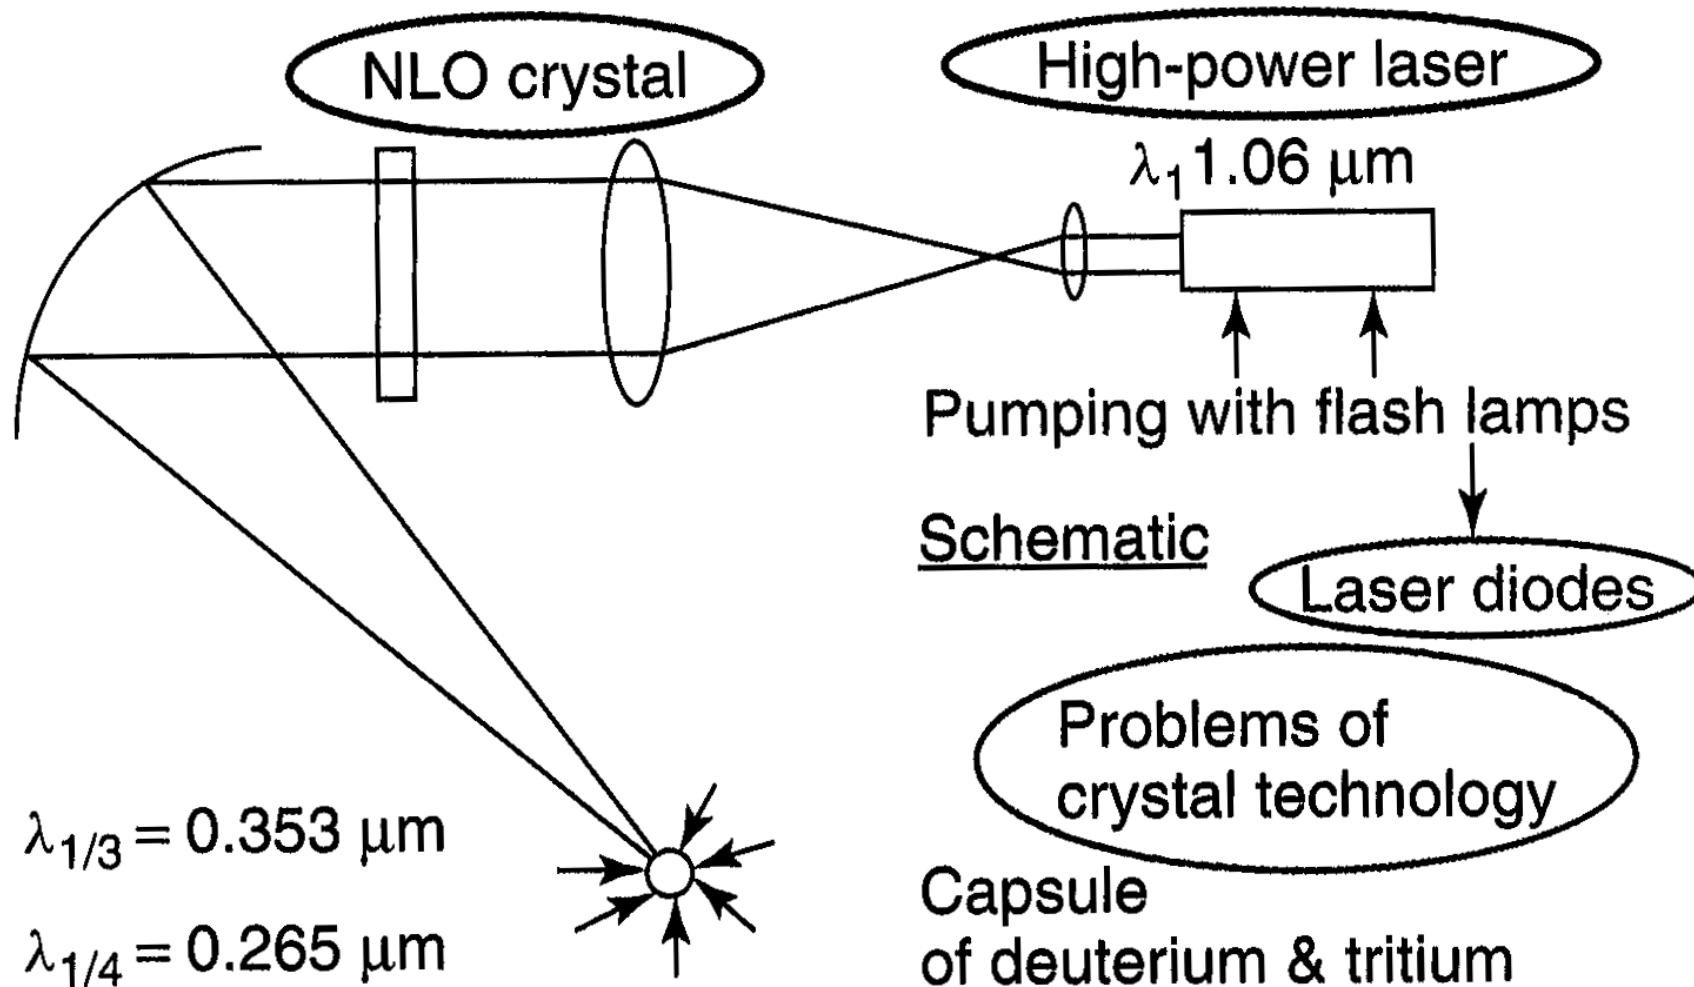 NLO crystal
High-power laser
λ₁ 1.06 μm
Pumping with flash lamps
Schematic
Laser diodes
Problems of
crystal technology
λ₁/₃ = 0.353 μm
λ₁/₄ = 0.265 μm
Capsule
of deuterium & tritium